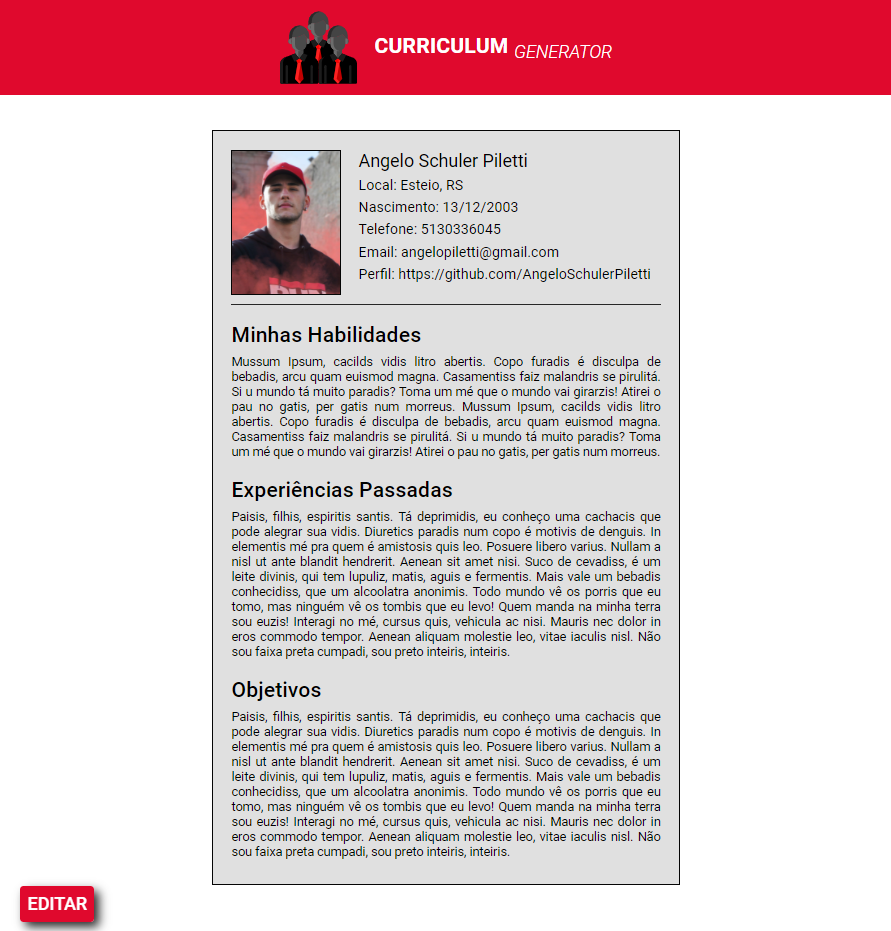 CURRICULUM GENERATOR
Angelo Schuler Piletti
Local: Esteio, RS
Nascimento: 13/12/2003
Telefone: 5130336045
Email: angelopiletti@gmail.com
Perfil: https://github.com/AngeloSchulerPiletti
Minhas Habilidades
Mussum Ipsum, cacilds vidis litro abertis. Copo furadis é disculpa de
bebadis, arcu quam euismod magna. Casamentiss faiz malandris se pirulitá.
Si u mundo tá muito paradis? Toma um mé que o mundo vai girarzis! Atirei o
pau no gatis, per gatis num morreus. Mussum Ipsum, cacilds vidis litro
abertis. Copo furadis é disculpa de bebadis, arcu quam euismod magna.
Casamentiss faiz malandris se pirulitá. Si u mundo tá muito paradis? Toma
um mé que o mundo vai girarzis! Atirei o pau no gatis, per gatis num morreus.
Experiências Passadas
Paisis, filhis, espiritis santis. Tá deprimidis, eu conheço uma cachacis que
pode alegrar sua vidis. Diuretics paradis num copo é motivis de denguis. In
elementis mé pra quem é amistosis quis leo. Posuere libero varius. Nullam a
nisl ut ante blandit hendrerit. Aenean sit amet nisi. Suco de cevadiss, é um
leite divinis, qui tem lupuliz, matis, aguis e fermentis. Mais vale um bebadis
conhecidiss, que um alcoolatra anonimis. Todo mundo vê os porris que eu
tomo, mas ninguém vê os tombis que eu levo! Quem manda na minha terra
sou euzis! Interagi no mé, cursus quis, vehicula ac nisi. Mauris nec dolor in
eros commodo tempor. Aenean aliquam molestie leo, vitae iaculis nisl. Não
sou faixa preta cumpadi, sou preto inteiris, inteiris.
Objetivos
Paisis, filhis, espiritis santis. Tá deprimidis, eu conheço uma cachacis que
pode alegrar sua vidis. Diuretics paradis num copo é motivis de denguis. In
elementis mé pra quem é amistosis quis leo. Posuere libero varius. Nullam a
nisl ut ante blandit hendrerit. Aenean sit amet nisi. Suco de cevadiss, é um
leite divinis, qui tem lupuliz, matis, aguis e fermentis. Mais vale um bebadis
conhecidiss, que um alcoolatra anonimis. Todo mundo vê os porris que eu
tomo, mas ninguém vê os tombis que eu levo! Quem manda na minha terra
sou euzis! Interagi no mé, cursus quis, vehicula ac nisi. Mauris nec dolor in
eros commodo tempor. Aenean aliquam molestie leo, vitae iaculis nisl. Não
sou faixa preta cumpadi, sou preto inteiris, inteiris.
EDITAR